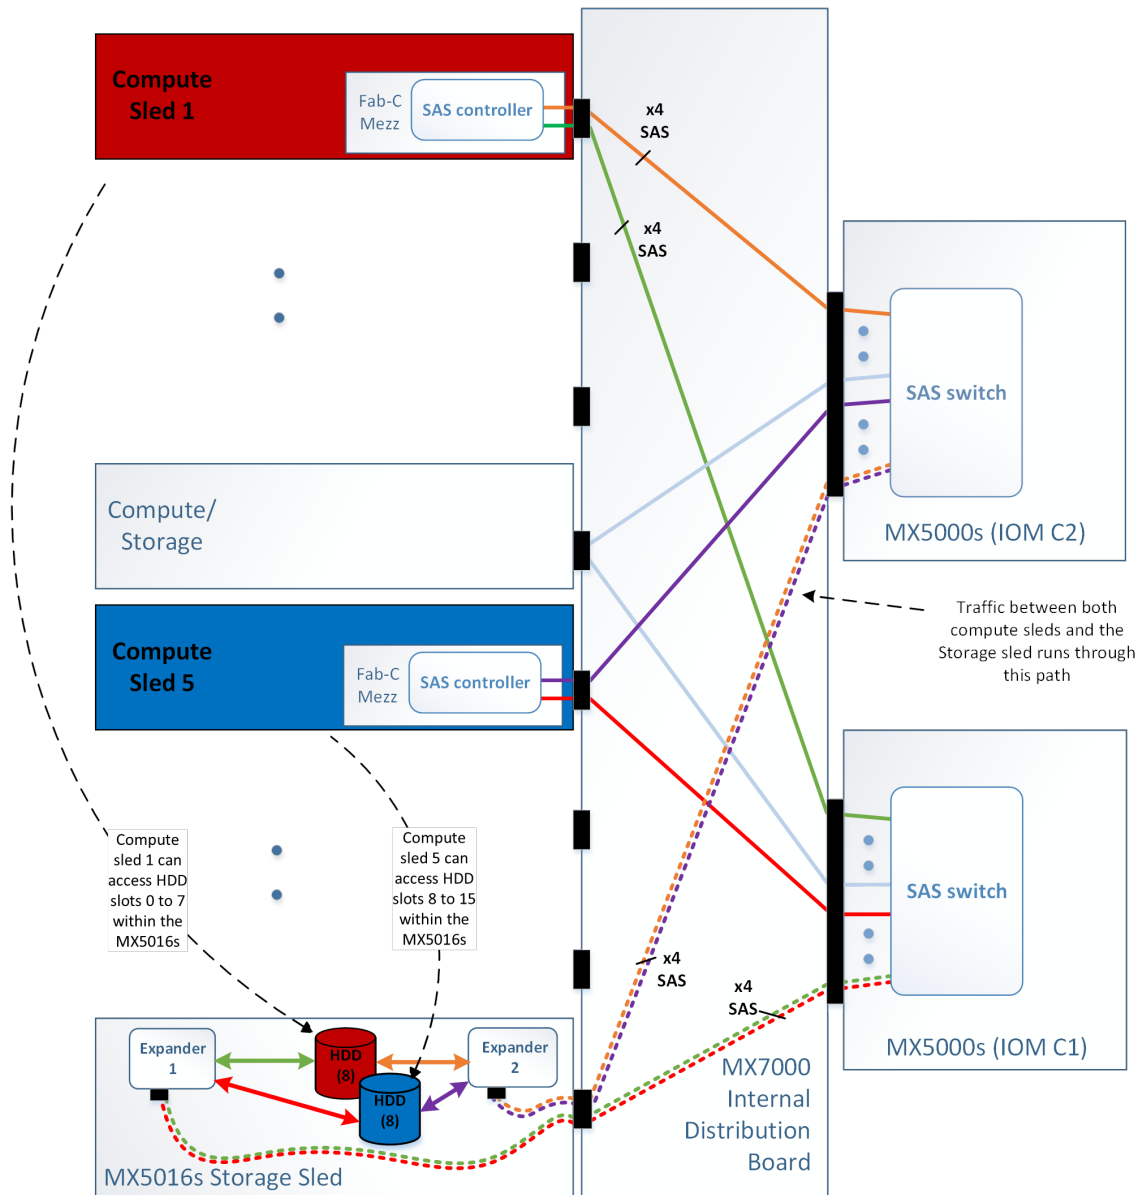 Compute
Sled 1
Fab-C
Mezz
SAS controller
x4
SAS
x4
SAS
SAS switch
MX5000s (IOM C2)
Compute/
Storage
Traffic between both
compute sleds and the
Storage sled runs through
this path
Compute
Sled 5
Fab-C
Mezz
SAS controller
Compute
sled 1 can
access HDD
slots 0 to 7
within the
MX5016s
Compute
sled 5 can
access HDD
slots 8 to 15
within the
MX5016s
SAS switch
x4
SAS
x4
SAS
MX5000s (IOM C1)
Expander
1
HDD
(8)
HDD
(8)
Expander
2
MX7000
Internal
Distribution
Board
MX5016s Storage Sled